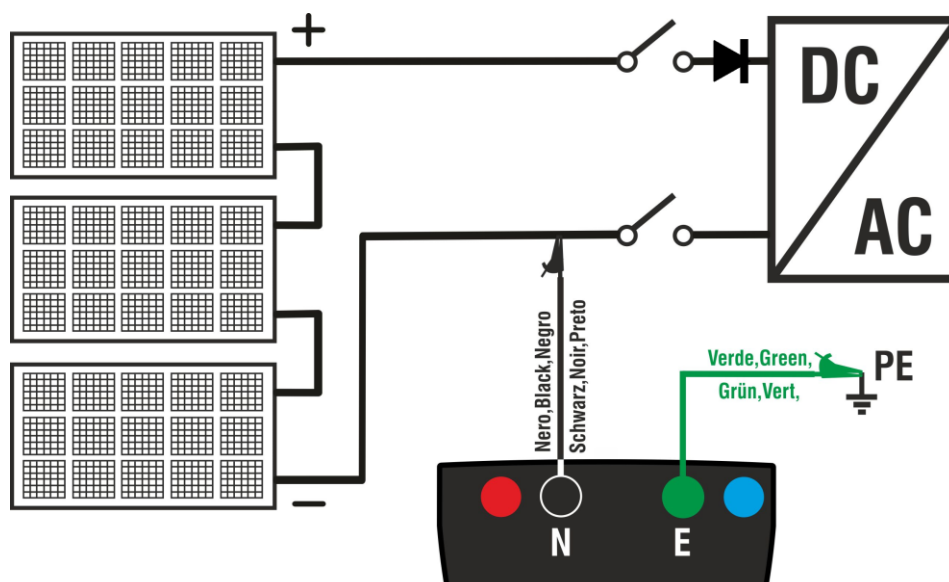 +
DC
AC
Nero,Black,Negro
Schwarz,Noir,Preto
Verde,Green,
Grün,Vert,
PE
−
N
E